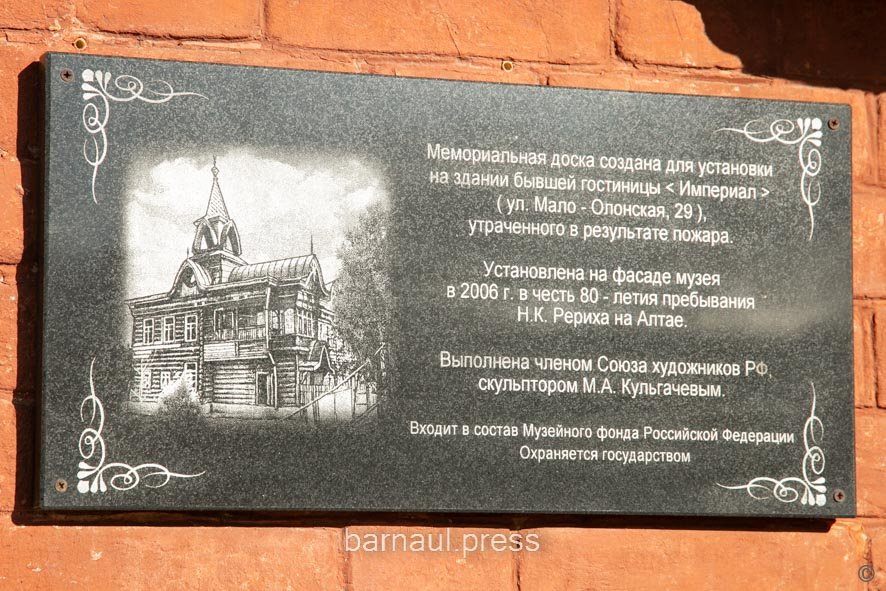 Мемориальная доска создана для установки
на здании бывшей гостиницы < Империал >
( ул. Мало - Олонская, 29 ),
утраченного в результате пожара.
Установлена на фасаде музея
в 2006 г. в честь 80 - летия пребывания
Н.К. Рериха на Алтае.
Выполнена членом Союза художников РФ,
скульптором М.А. Кульгачевым.
Входит в состав Музейного фонда Российской Федерации
Охраняется государством
barnaul.press
©